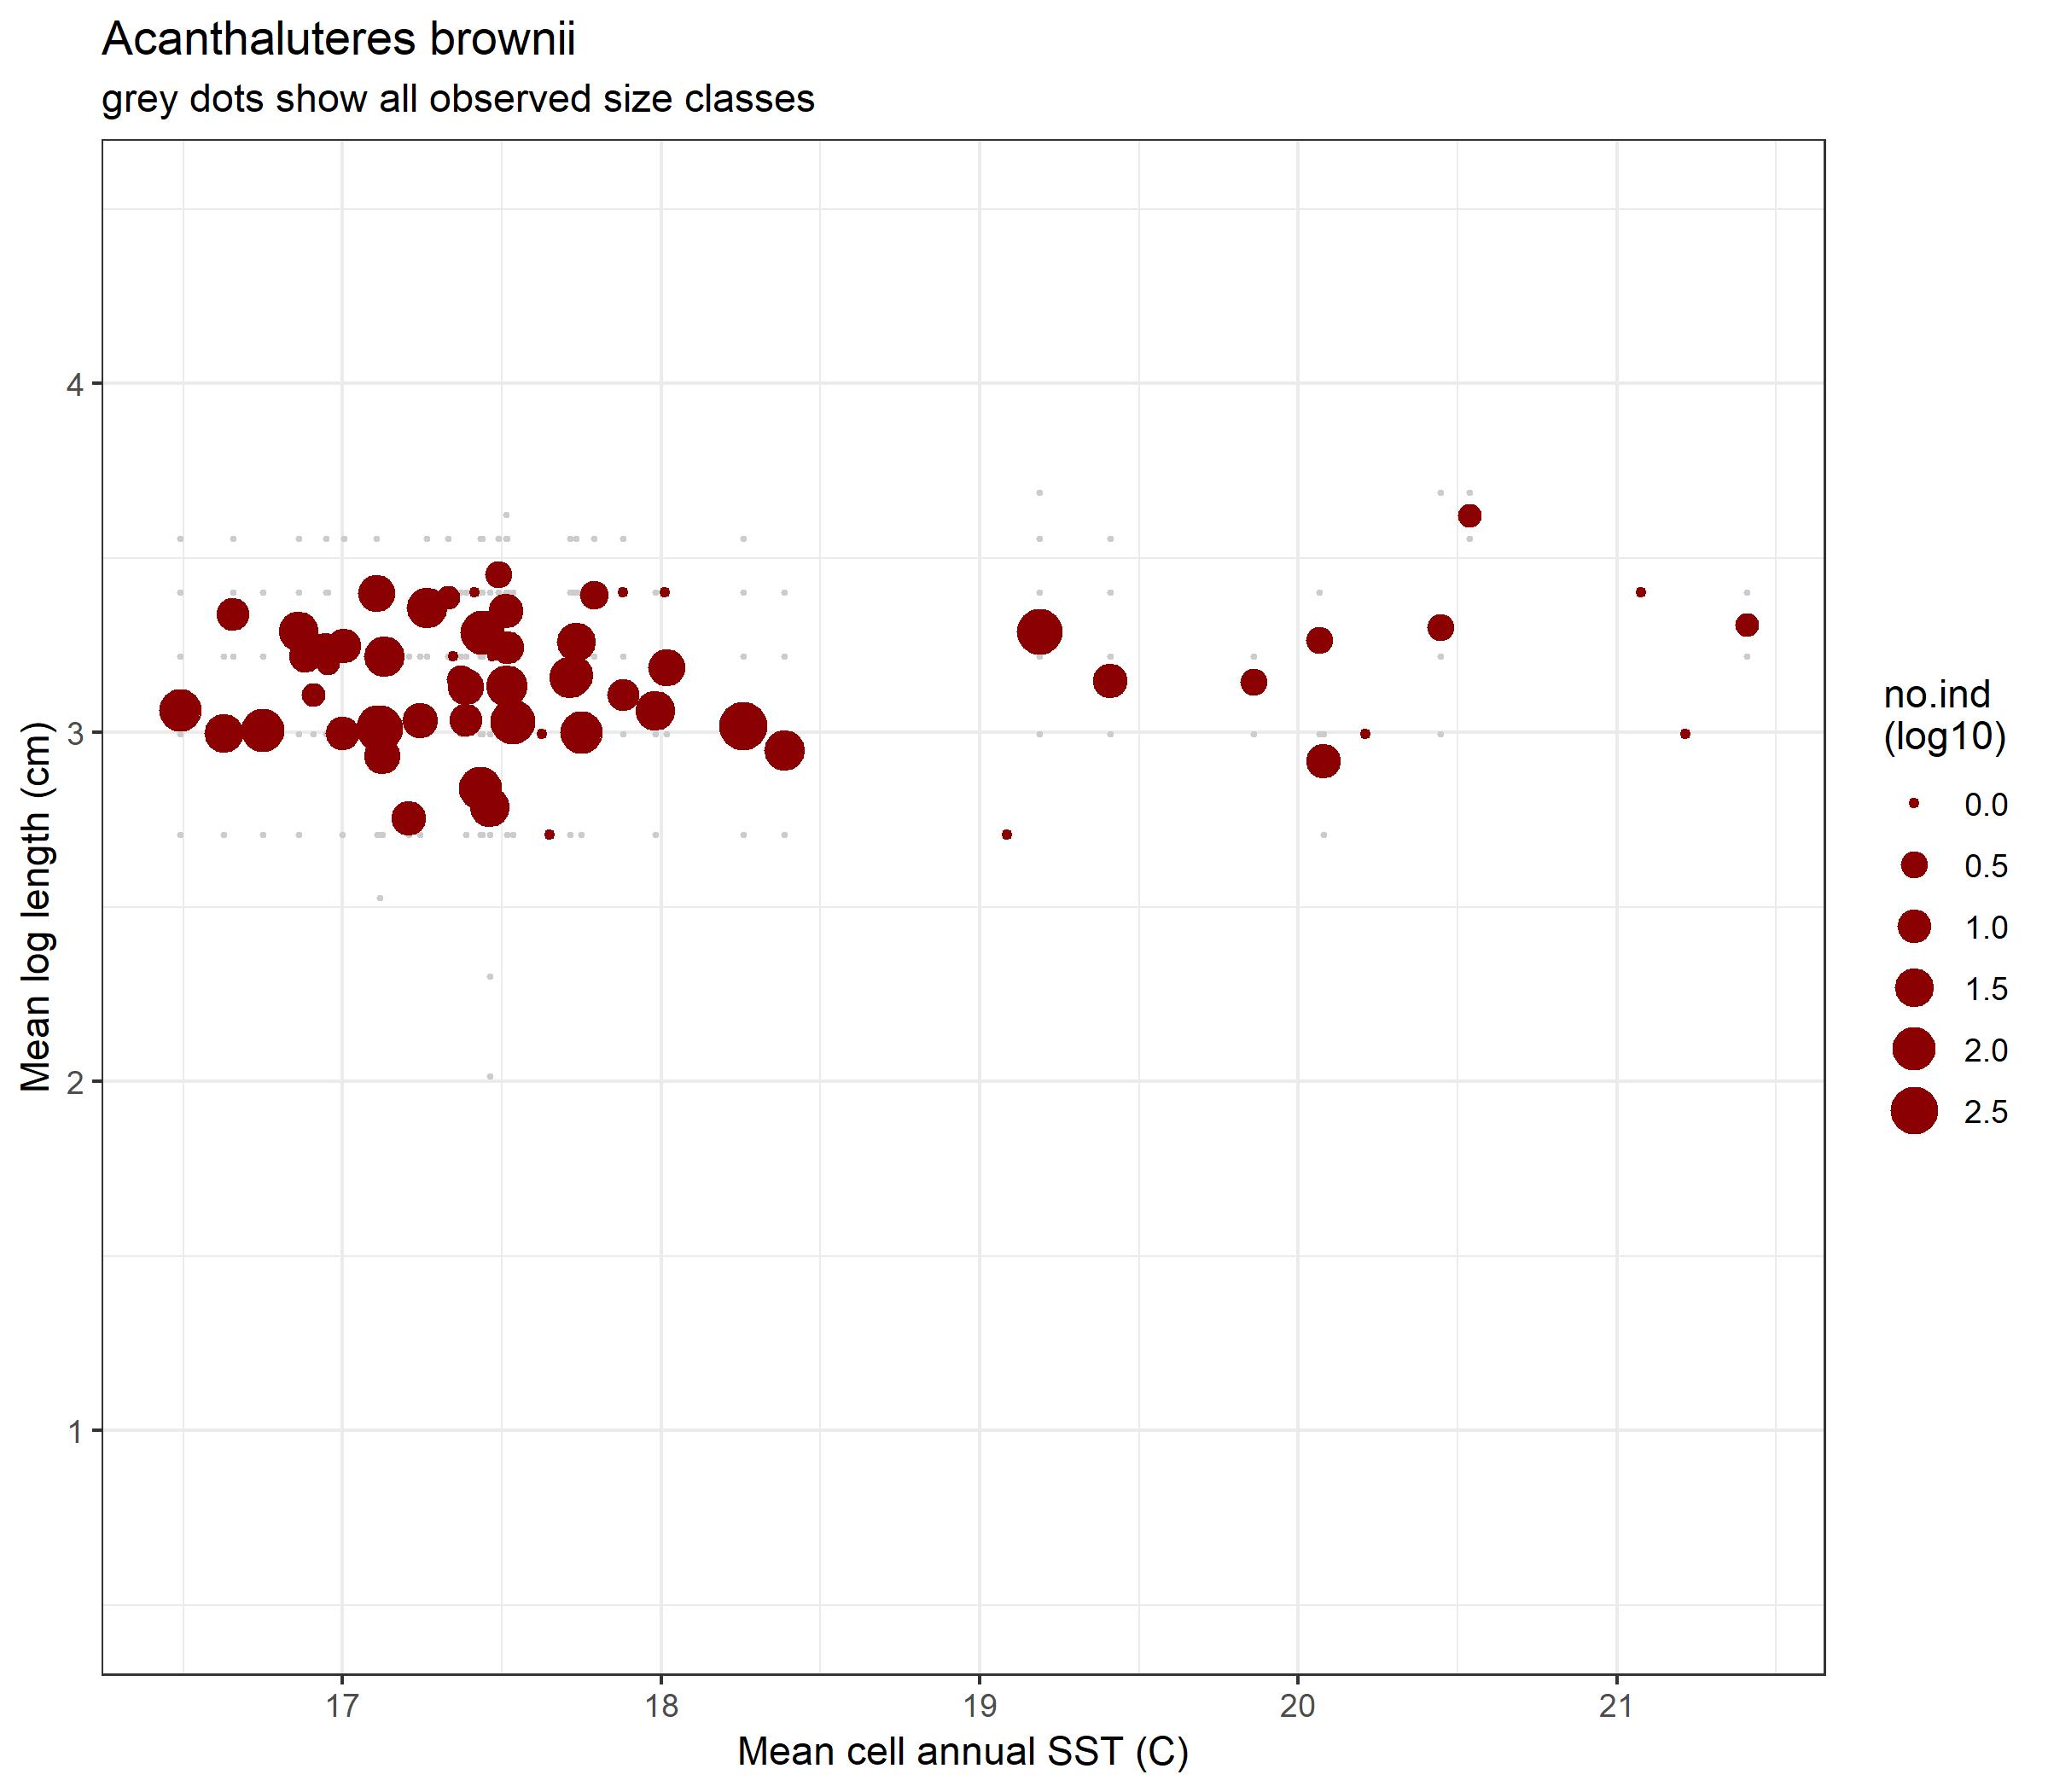 Acanthaluteres brownii
grey dots show all observed size classes
4
3
2
1
Mean log length (cm)
17
18
19
20
21
Mean cell annual SST (C)
no.ind
(log10)
0.0
0.5
1.0
1.5
2.0
2.5